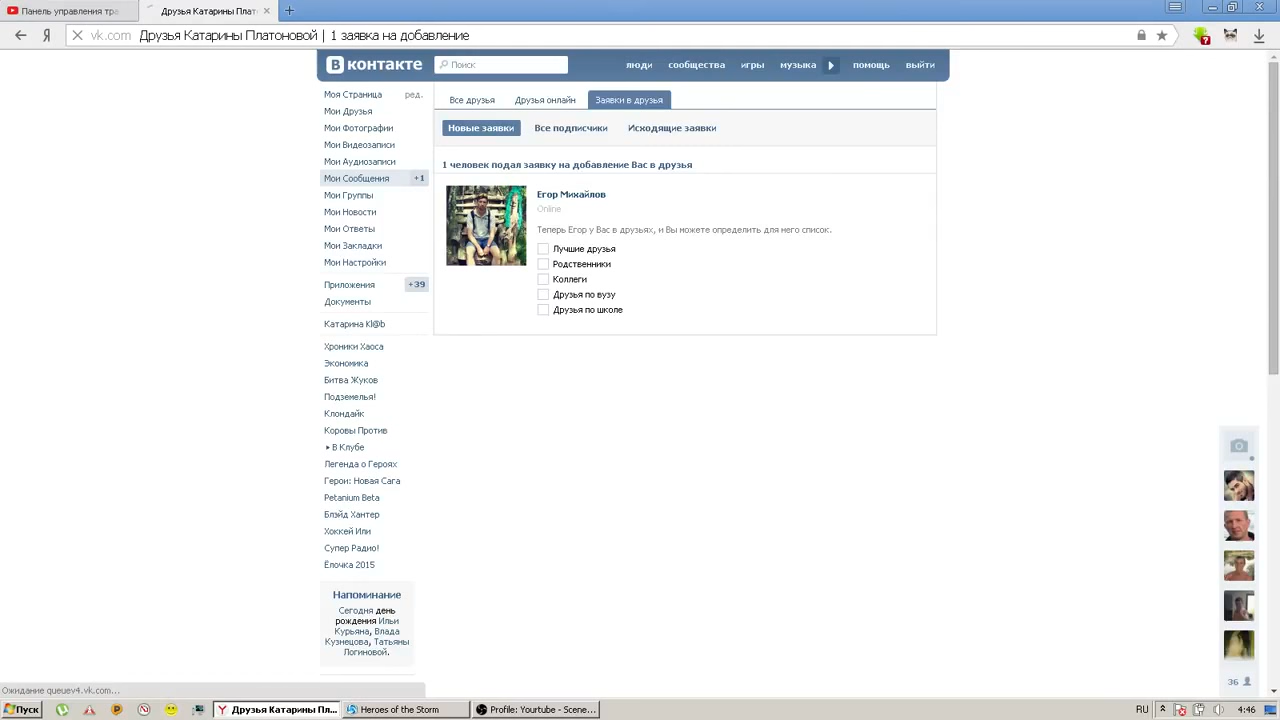 Панель управления тра
Друзья Катарины Плато
vk.com Друзья Катарины Платоновой | 1 заявка на добавление
В контакте
Поиск
люди сообщества игры музыка помощь выйти
Моя Страница ред.
Мои Друзья
Мои Фотографии
Мои Видеозаписи
Мои Аудиозаписи
Мои Сообщения +1
Мои Группы
Мои Новости
Мои Ответы
Мои Закладки
Мои Настройки
Приложения +39
Документы
Катарина Kl@b
Хроники Хаоса
Экономика
Битва Жуков
Подземелья!
Клондайк
Коровы Против
В Клубе
Легенда о Героях
Герои: Новая Сага
Petanium Beta
Блэйд Хантер
Хоккей Или
Супер Радио!
Ёлочка 2015
Напоминание
Сегодня день
рождения Ильи
Курьяна, Влада
Кузнецова, Татьяны
Логиновой.
Все друзья Друзья онлайн Заявки в друзья
Новые заявки Все подписчики Исходящие заявки
1 человек подал заявку на добавление Вас в друзья
Егор Михайлов
Online
Теперь Егор у Вас в друзьях, и Вы можете определить для него список.
Лучшие друзья
Родственники
Коллеги
Друзья по вузу
Друзья по школе
36
Ожидание queuev4.vk.com...
Пуск
Друзья Катарины Пл...
Heroes of the Storm
Profile: Yourtube - Scene...
RU
4:46